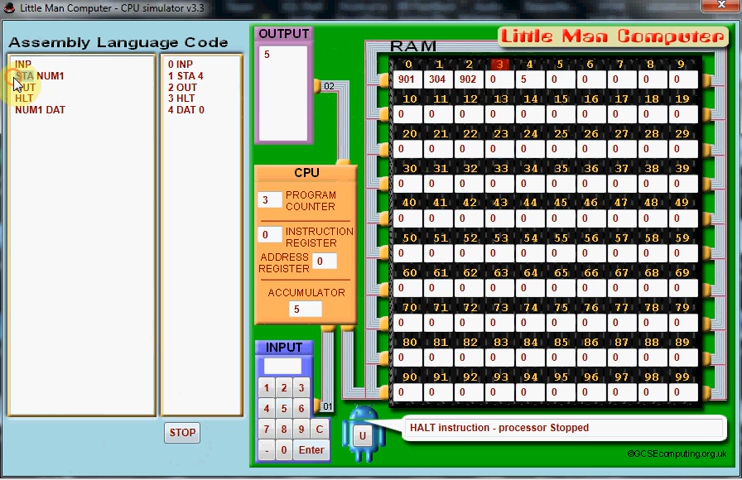 Little Man Computer - CPU simulator v3.3
Assembly Language Code
INP
STA NUM1
OUT
HLT
NUM1 DAT
0 INP
1 STA 4
2 OUT
3 HLT
4 DAT 0
STOP
OUTPUT
5
02
CPU
3 PROGRAM COUNTER
0 INSTRUCTION REGISTER
ADDRESS REGISTER 0
ACCUMULATOR
5
INPUT
1 2 3
4 5 6
7 8 9 C
- 0 Enter
01
U
RAM
Little Man Computer
0 1 2 3 4 5 6 7 8 9
901 304 902 0 5 0 0 0 0 0
10 11 12 13 14 15 16 17 18 19
0 0 0 0 0 0 0 0 0 0
20 21 22 23 24 25 26 27 28 29
0 0 0 0 0 0 0 0 0 0
30 31 32 33 34 35 36 37 38 39
0 0 0 0 0 0 0 0 0 0
40 41 42 43 44 45 46 47 48 49
0 0 0 0 0 0 0 0 0 0
50 51 52 53 54 55 56 57 58 59
0 0 0 0 0 0 0 0 0 0
60 61 62 63 64 65 66 67 68 69
0 0 0 0 0 0 0 0 0 0
70 71 72 73 74 75 76 77 78 79
0 0 0 0 0 0 0 0 0 0
80 81 82 83 84 85 86 87 88 89
0 0 0 0 0 0 0 0 0 0
90 91 92 93 94 95 96 97 98 99
0 0 0 0 0 0 0 0 0 0
HALT instruction - processor Stopped
©GCSEcomputing.org.uk